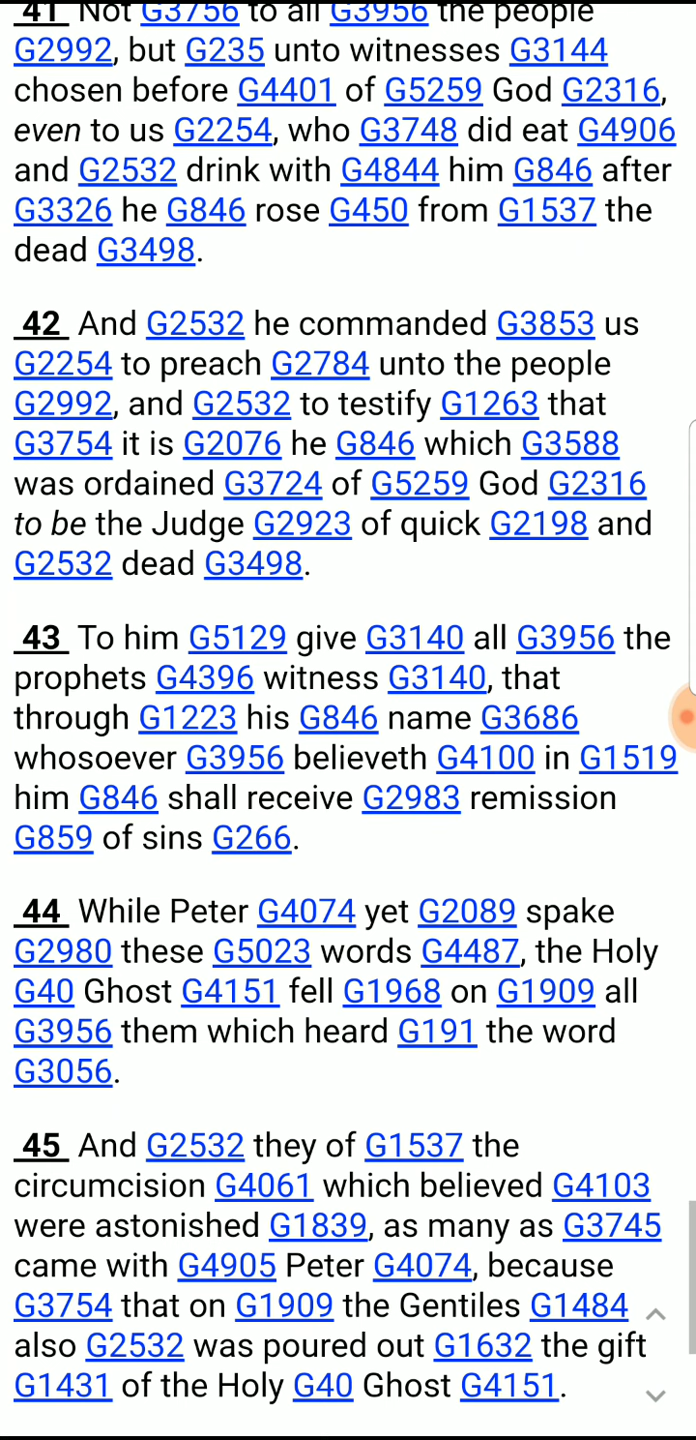 41 Not G3756 to all G3956 the people
G2992, but G235 unto witnesses G3144
chosen before G4401 of G5259 God G2316,
even to us G2254, who G3748 did eat G4906
and G2532 drink with G4844 him G846 after
G3326 he G846 rose G450 from G1537 the
dead G3498.
42 And G2532 he commanded G3853 us
G2254 to preach G2784 unto the people
G2992, and G2532 to testify G1263 that
G3754 it is G2076 he G846 which G3588
was ordained G3724 of G5259 God G2316
to be the Judge G2923 of quick G2198 and
G2532 dead G3498.
43 To him G5129 give G3140 all G3956 the
prophets G4396 witness G3140, that
through G1223 his G846 name G3686
whosoever G3956 believeth G4100 in G1519
him G846 shall receive G2983 remission
G859 of sins G266.
44 While Peter G4074 yet G2089 spake
G2980 these G5023 words G4487, the Holy
G40 Ghost G4151 fell G1968 on G1909 all
G3956 them which heard G191 the word
G3056.
45 And G2532 they of G1537 the
circumcision G4061 which believed G4103
were astonished G1839, as many as G3745
came with G4905 Peter G4074, because
G3754 that on G1909 the Gentiles G1484
also G2532 was poured out G1632 the gift
G1431 of the Holy G40 Ghost G4151.